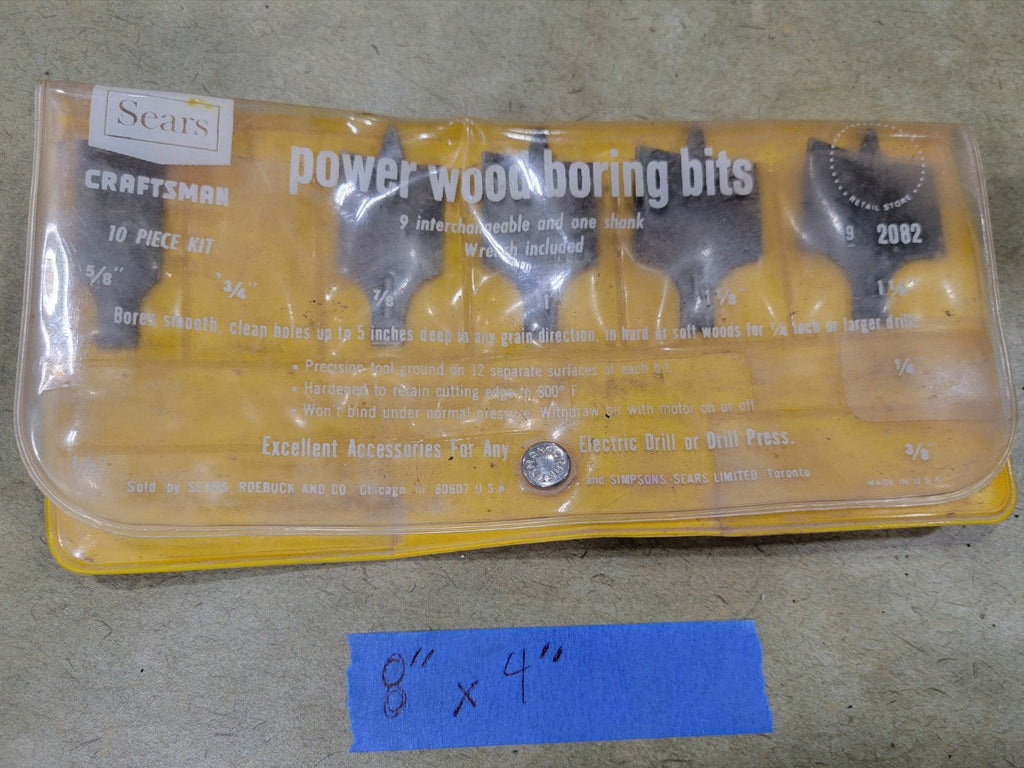 Sears
CRAFTSMAN
10 PIECE KIT
power wood boring bits
9 interchangeable and one shank
Wrench included
RETAIL STORE
9 2082
5/8" 3/4" 7/8 1" 1 1/8" 1 1/4"
Bores smooth, clean holes up to 5 inches deep in any grain direction, in hard or soft woods for 1/4 inch or larger drills
1/4"
• Precision tool ground on 12 separate surfaces of each bit
• Hardened to retain cutting edge to 800° F
• Won't bind under normal pressure. Withdraw bit with motor on or off
Excellent Accessories For Any Electric Drill or Drill Press.
1/2" 3/8"
Sold by SEARS, ROEBUCK AND CO. Chicago, Ill. 60607 U.S.A. and SIMPSONS-SEARS LIMITED Toronto
MADE IN U.S.A.
8" x 4"